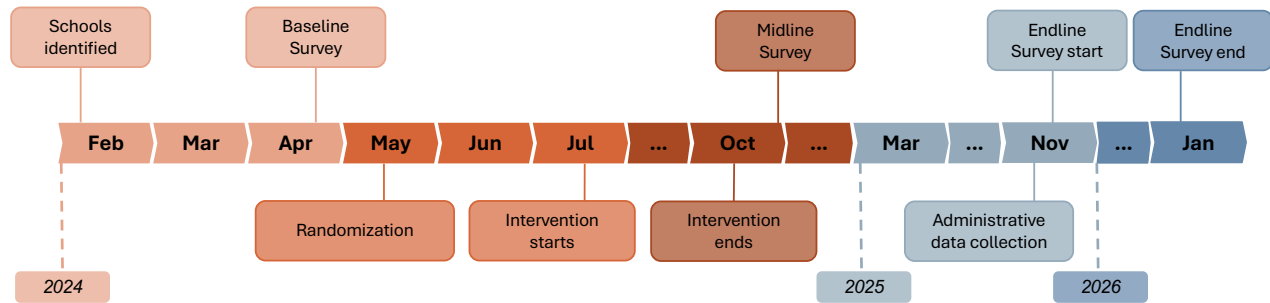 Schools
identified
Baseline
Survey
Midline
Survey
Endline
Survey start
Endline
Survey end
Feb
Mar
Apr
May
Jun
Jul
...
Oct
...
Mar
...
Nov
...
Jan
Randomization
Intervention
starts
Intervention
ends
Administrative
data collection
2024
2025
2026